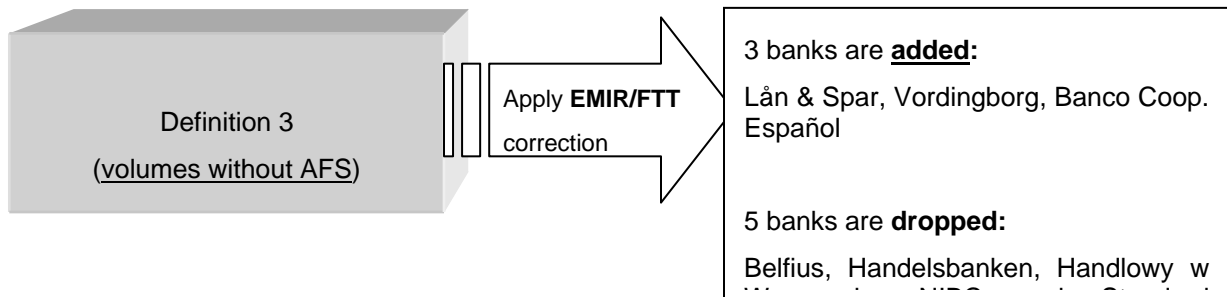 Definition 3
(volumes without AFS)
Apply EMIR/FTT
correction
3 banks are added:
Lån & Spar, Vordingborg, Banco Coop.
Español
5 banks are dropped:
Belfius, Handelsbanken, Handlowy w